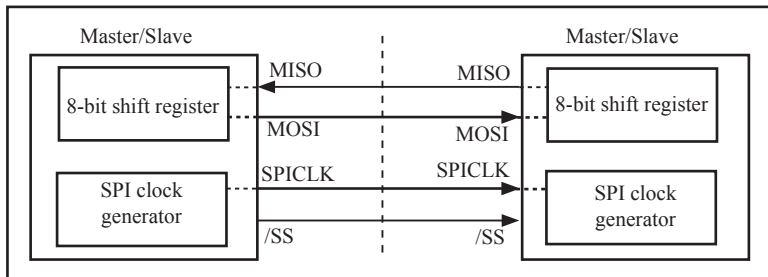 Master/Slave
Master/Slave
MISO
MISO
8-bit shift register
8-bit shift register
MOSI
MOSI
SPICLK
SPICLK
SPI clock
generator
SPI clock
generator
/SS
/SS